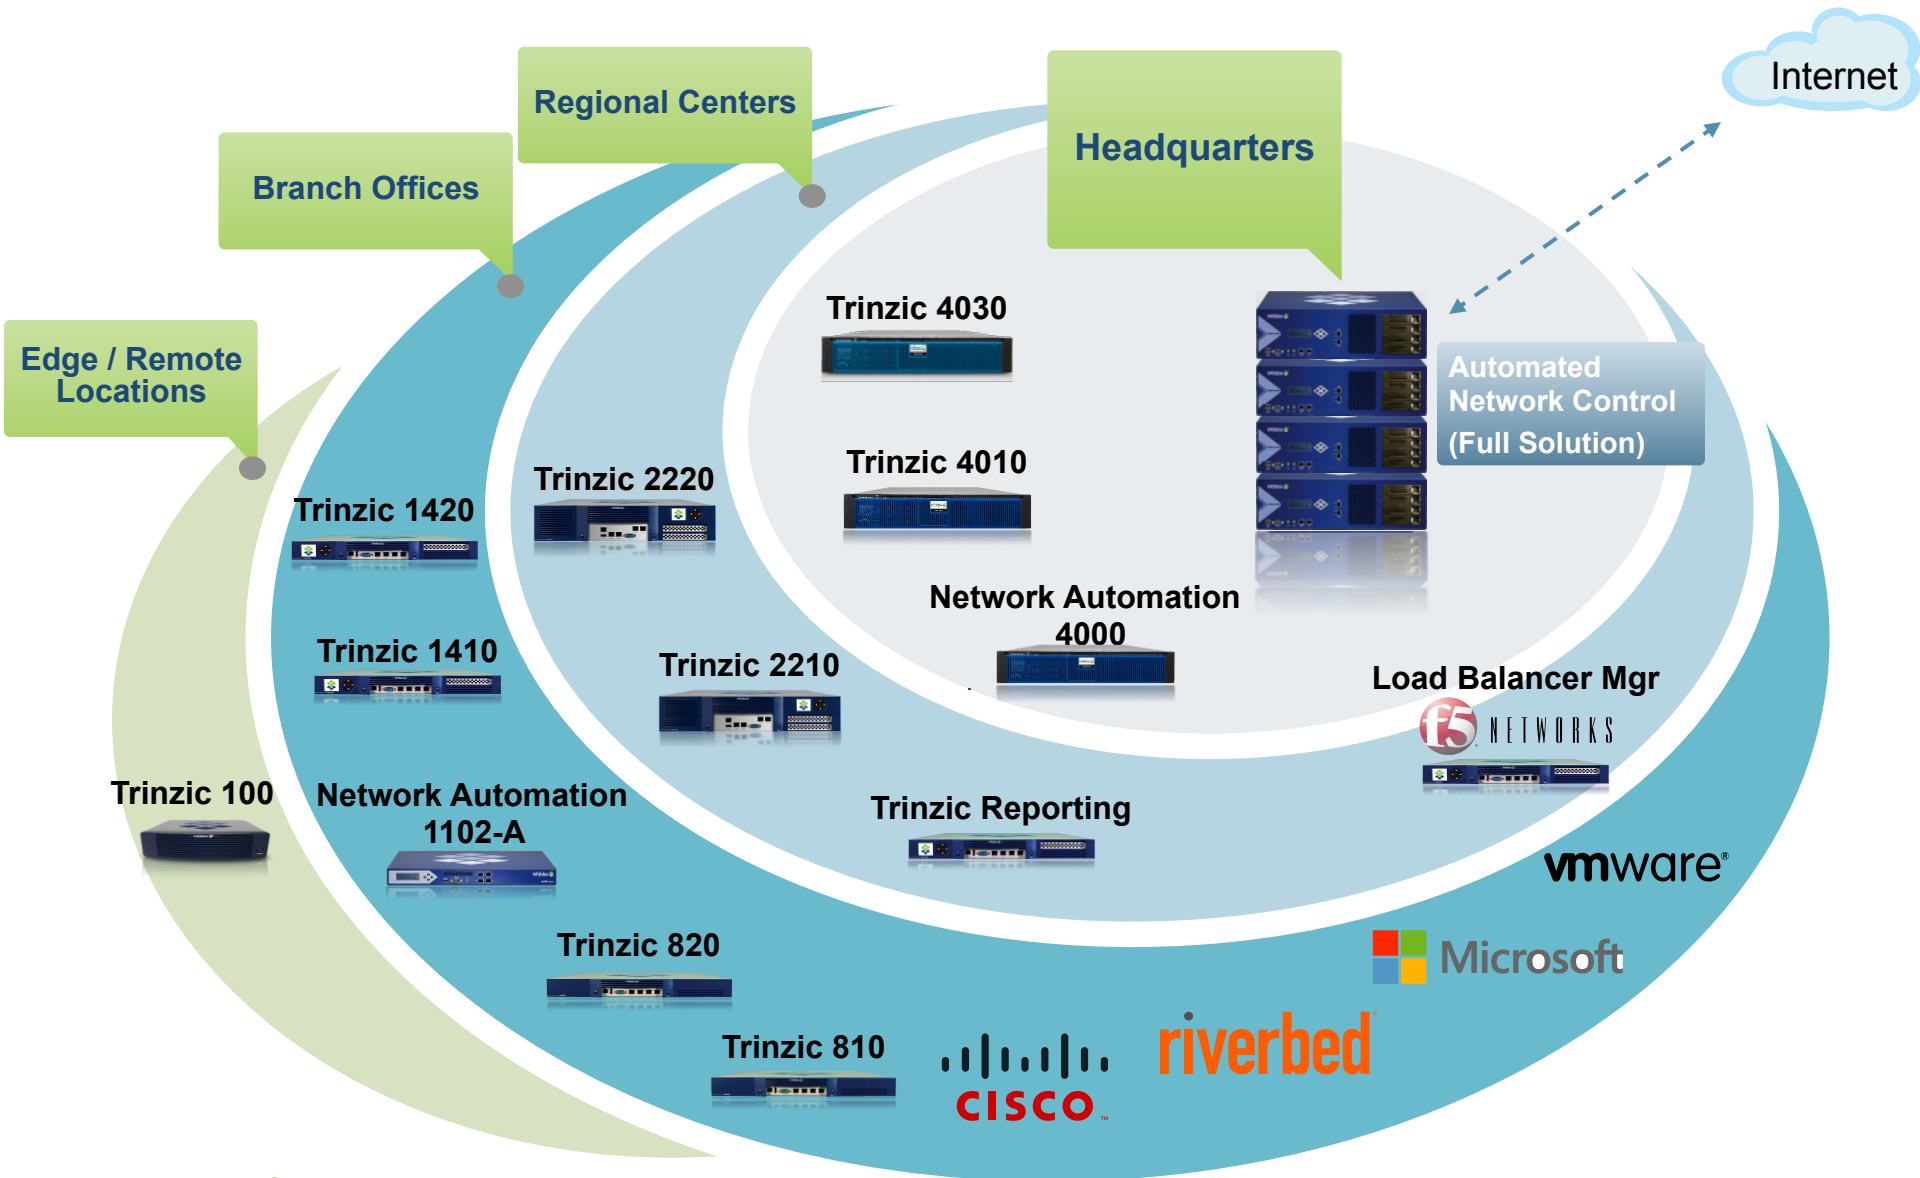 Internet
Regional Centers
Headquarters
Branch Offices
Trinzic 4030
Edge / Remote
Locations
Automated
Network Control
(Full Solution)
Trinzic 4010
Trinzic 2220
Trinzic 1420
Network Automation
4000
Trinzic 1410
Trinzic 2210
Load Balancer Mgr
f5 NETWORKS
Trinzic 100
Network Automation
1102-A
Trinzic Reporting
vmware®
Infoblox
Trinzic 820
Microsoft
riverbed
Trinzic 810
CISCO™